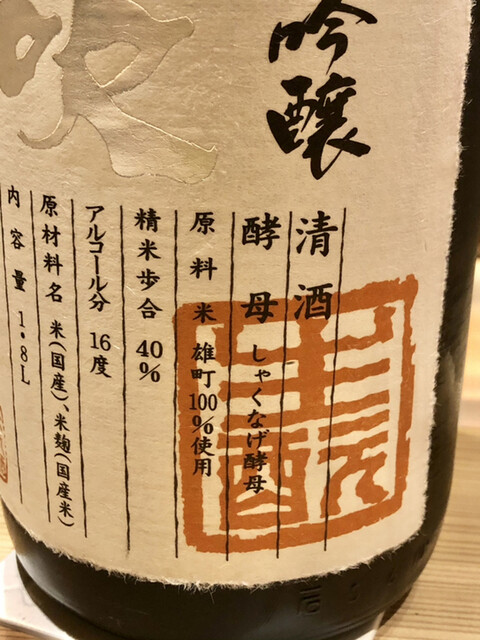 吟醸
清酒
酵母 しゃくなげ酵母
原料米 雄町100%使用
精米歩合 40%
アルコール分 16度
原材料名 米(国産)、米麹(国産米)
内容量 1.8L